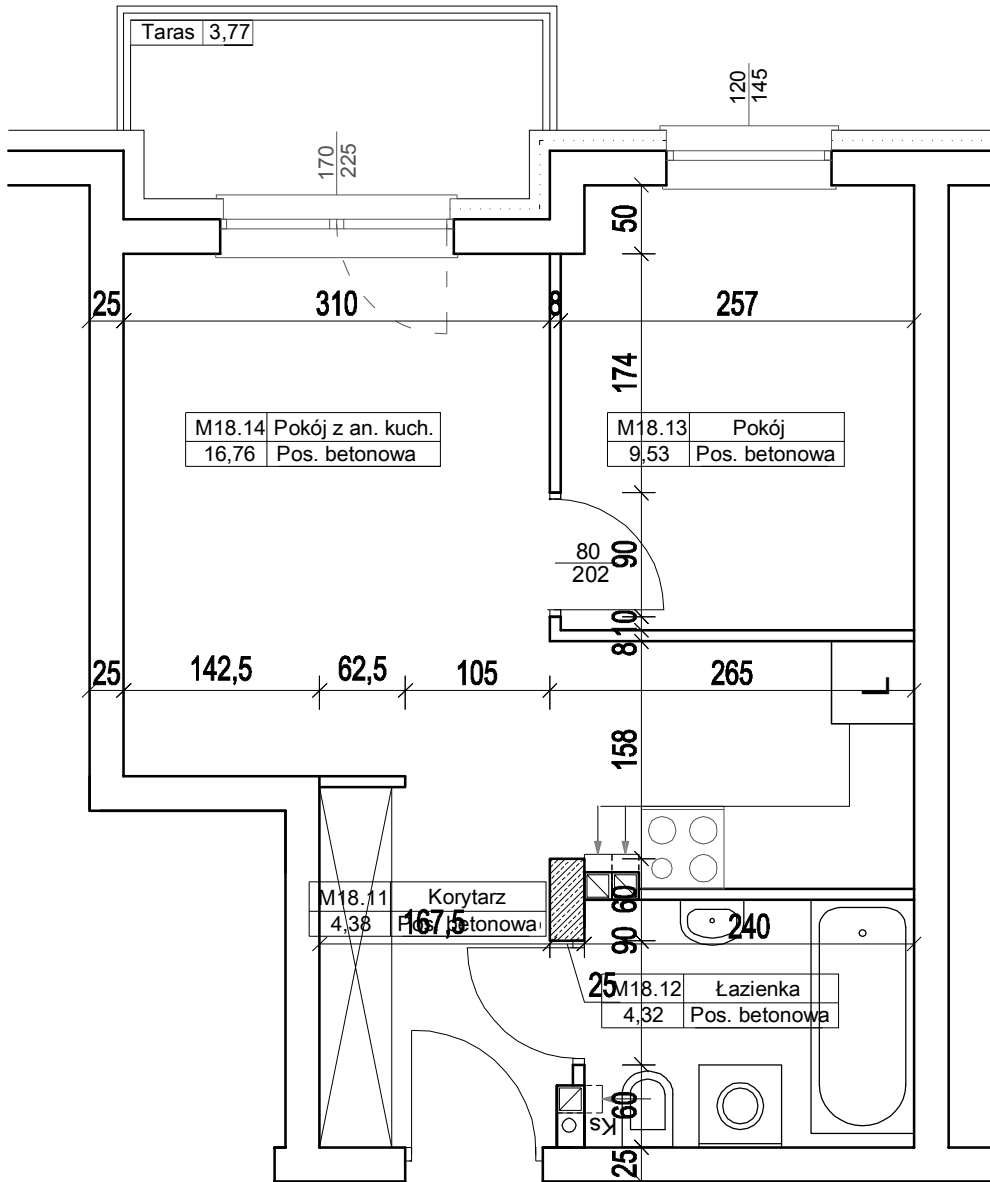 Taras 3,77
120
145
170
225
50
25 310 8 257
174
M18.14 Pokój z an. kuch.
16,76 Pos. betonowa
M18.13 Pokój
9,53 Pos. betonowa
80
202
90
10
8
25 142,5 62,5 105 265
L
158
M18.11 Korytarz
4,38 Pos. betonowa
167,5
60
240
90
25
M18.12 Łazienka
4,32 Pos. betonowa
60
Ks
25